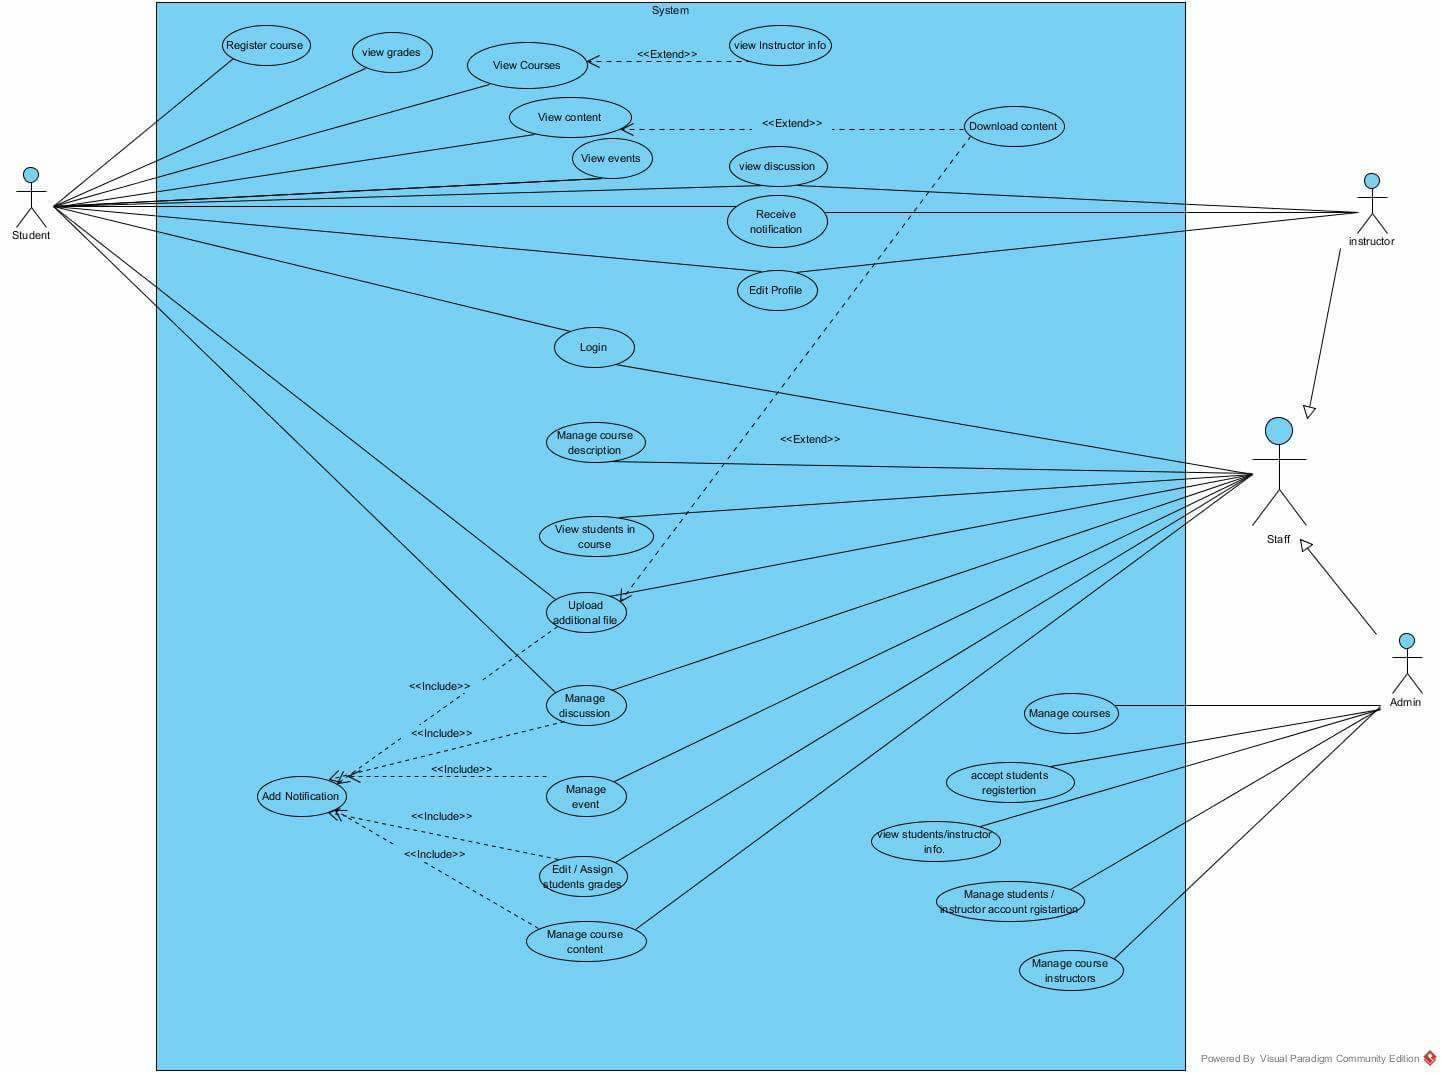 System
Register course
view grades
View Courses
<<Extend>>
view Instructor info
View content
<<Extend>>
Download content
View events
view discussion
Student
Receive
notification
instructor
Edit Profile
Login
Manage course
description
<<Extend>>
View students in
course
Staff
Upload
additional file
<<Include>>
Manage
discussion
Manage courses
Admin
<<Include>>
<<Include>>
accept students
registertion
Add Notification
Manage
event
<<Include>>
view students/instructor
info.
<<Include>>
Edit / Assign
students grades
Manage students /
instructor account rgistartion
Manage course
content
Manage course
instructors
Powered By Visual Paradigm Community Edition